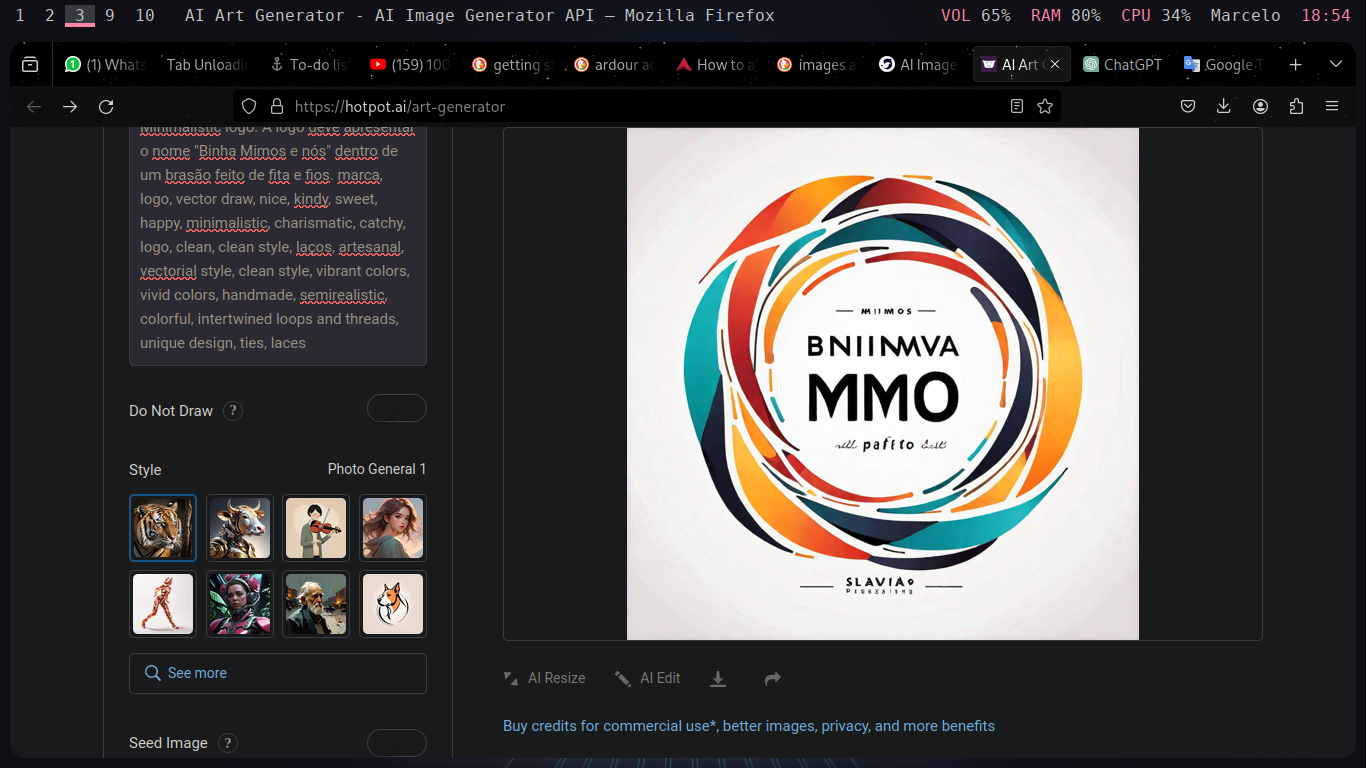 1 2 3 9 10 AI Art Generator - AI Image Generator API — Mozilla Firefox VOL 65% RAM 80% CPU 34% Marcelo 18:54
(1) Whats Tab Unloadi To-do lis (159) 100 getting s ardour ac How to a images a AI Image AI Art G ChatGPT Google T
https://hotpot.ai/art-generator
Minimalistic logo. A logo deve apresentar
o nome "Binha Mimos e nós" dentro de
um brasão feito de fita e fios. marca,
logo, vector draw, nice, kindy, sweet,
happy, minimalistic, charismatic, catchy,
logo, clean, clean style, laços, artesanal,
vectorial style, clean style, vibrant colors,
vivid colors, handmade, semirealistic,
colorful, intertwined loops and threads,
unique design, ties, laces
Do Not Draw ?
Style Photo General 1
See more
Seed Image ?
MIIMOS
BNIINMVA
MMO
paffto
SLAVIA
AI Resize AI Edit
Buy credits for commercial use*, better images, privacy, and more benefits